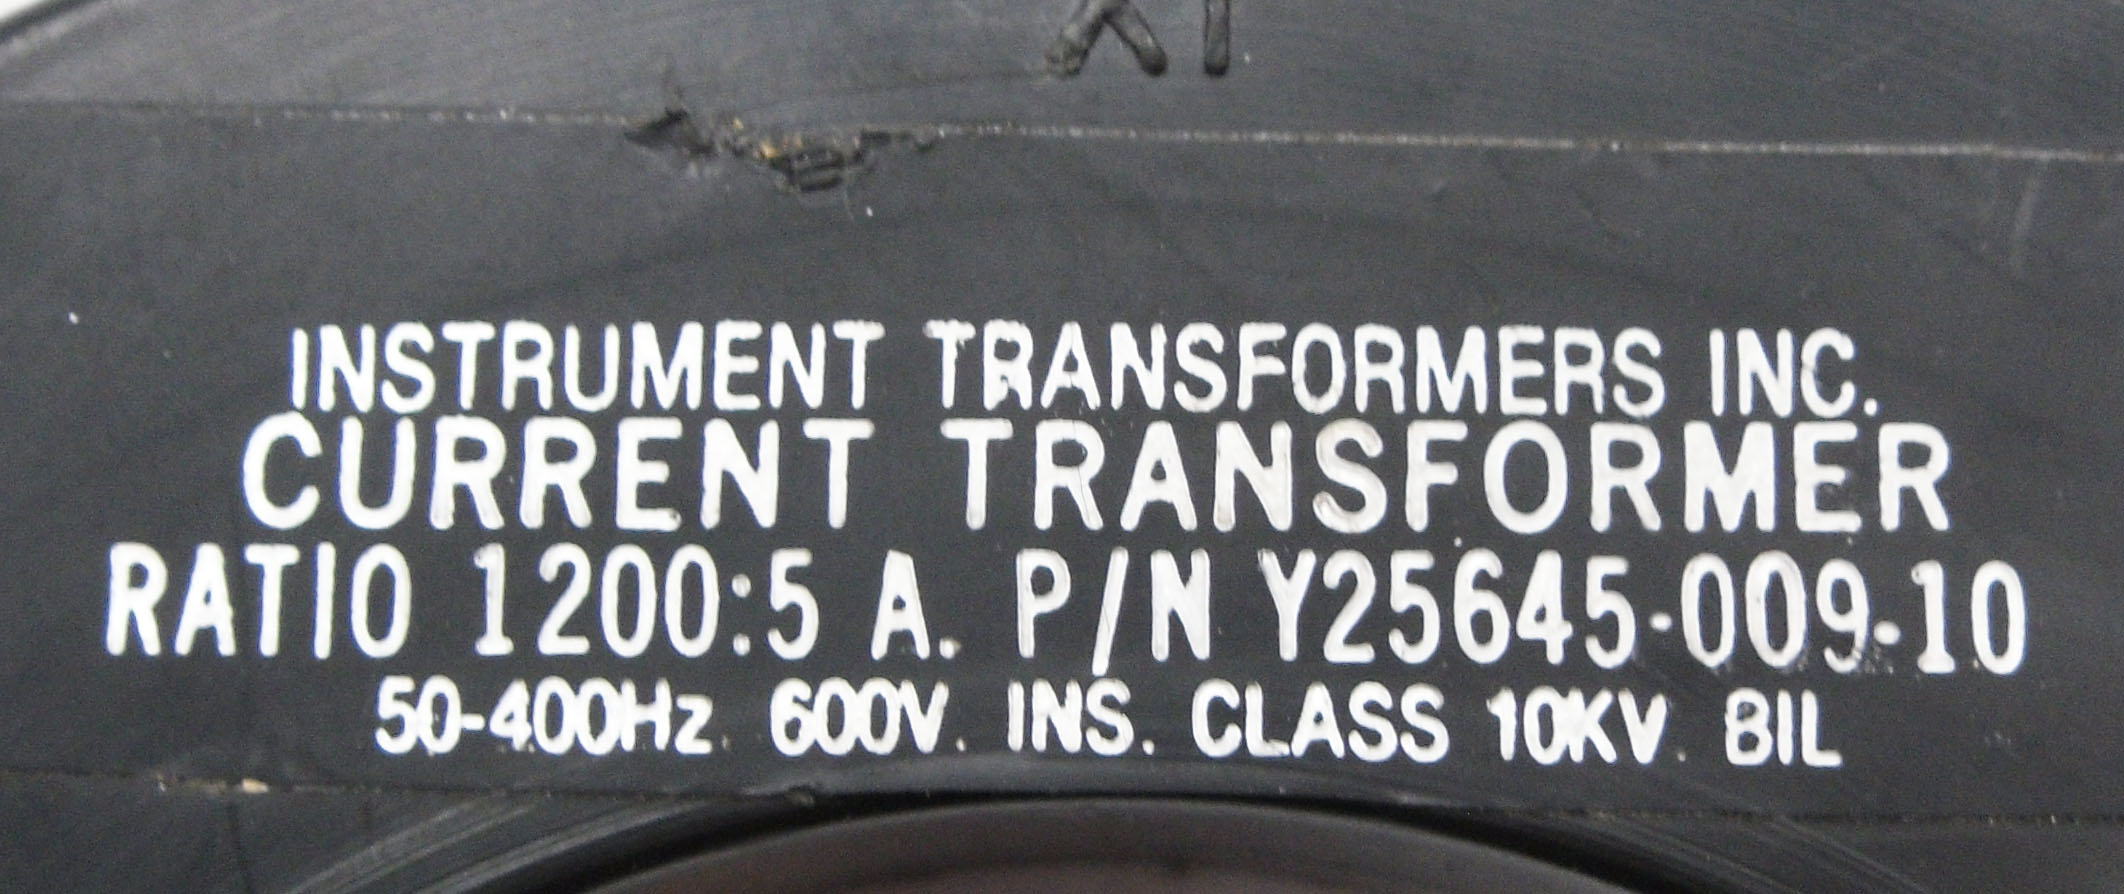 X1
INSTRUMENT TRANSFORMERS INC.
CURRENT TRANSFORMER
RATIO 1200:5 A. P/N Y25645-009-10
50-400Hz. 600V. INS. CLASS 10KV. BIL